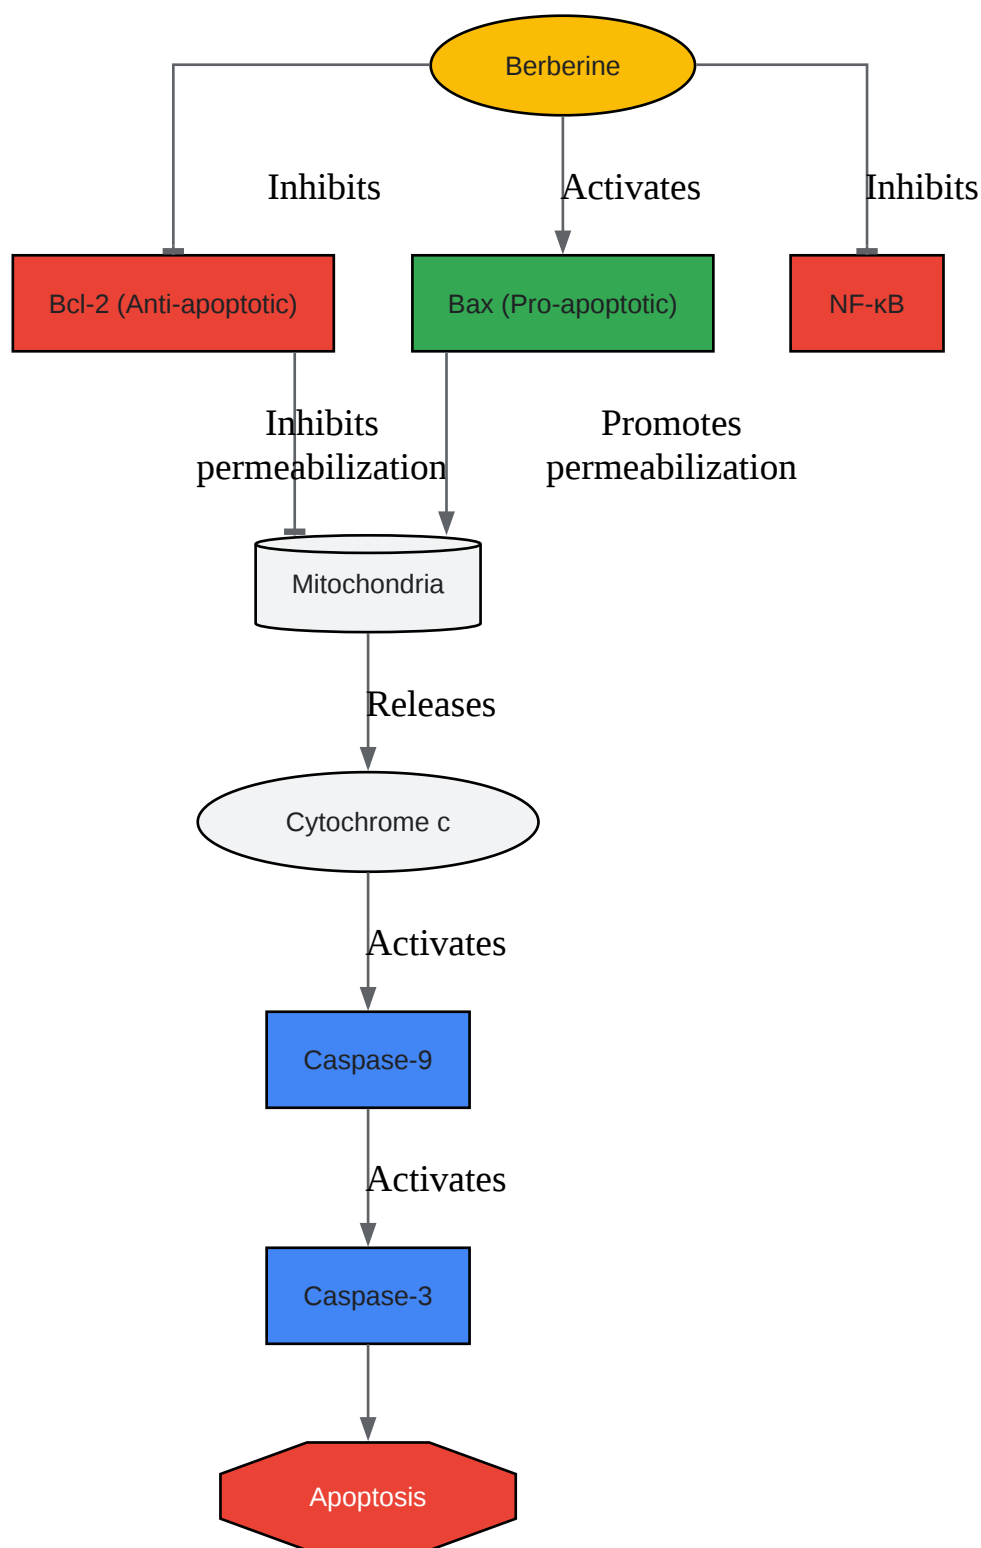 Berberine
Inhibits
Activates
Inhibits
Bcl-2 (Anti-apoptotic)
Bax (Pro-apoptotic)
NF-κB
Inhibits
permeabilization
Promotes
permeabilization
Mitochondria
Releases
Cytochrome c
Activates
Caspase-9
Activates
Caspase-3
Apoptosis